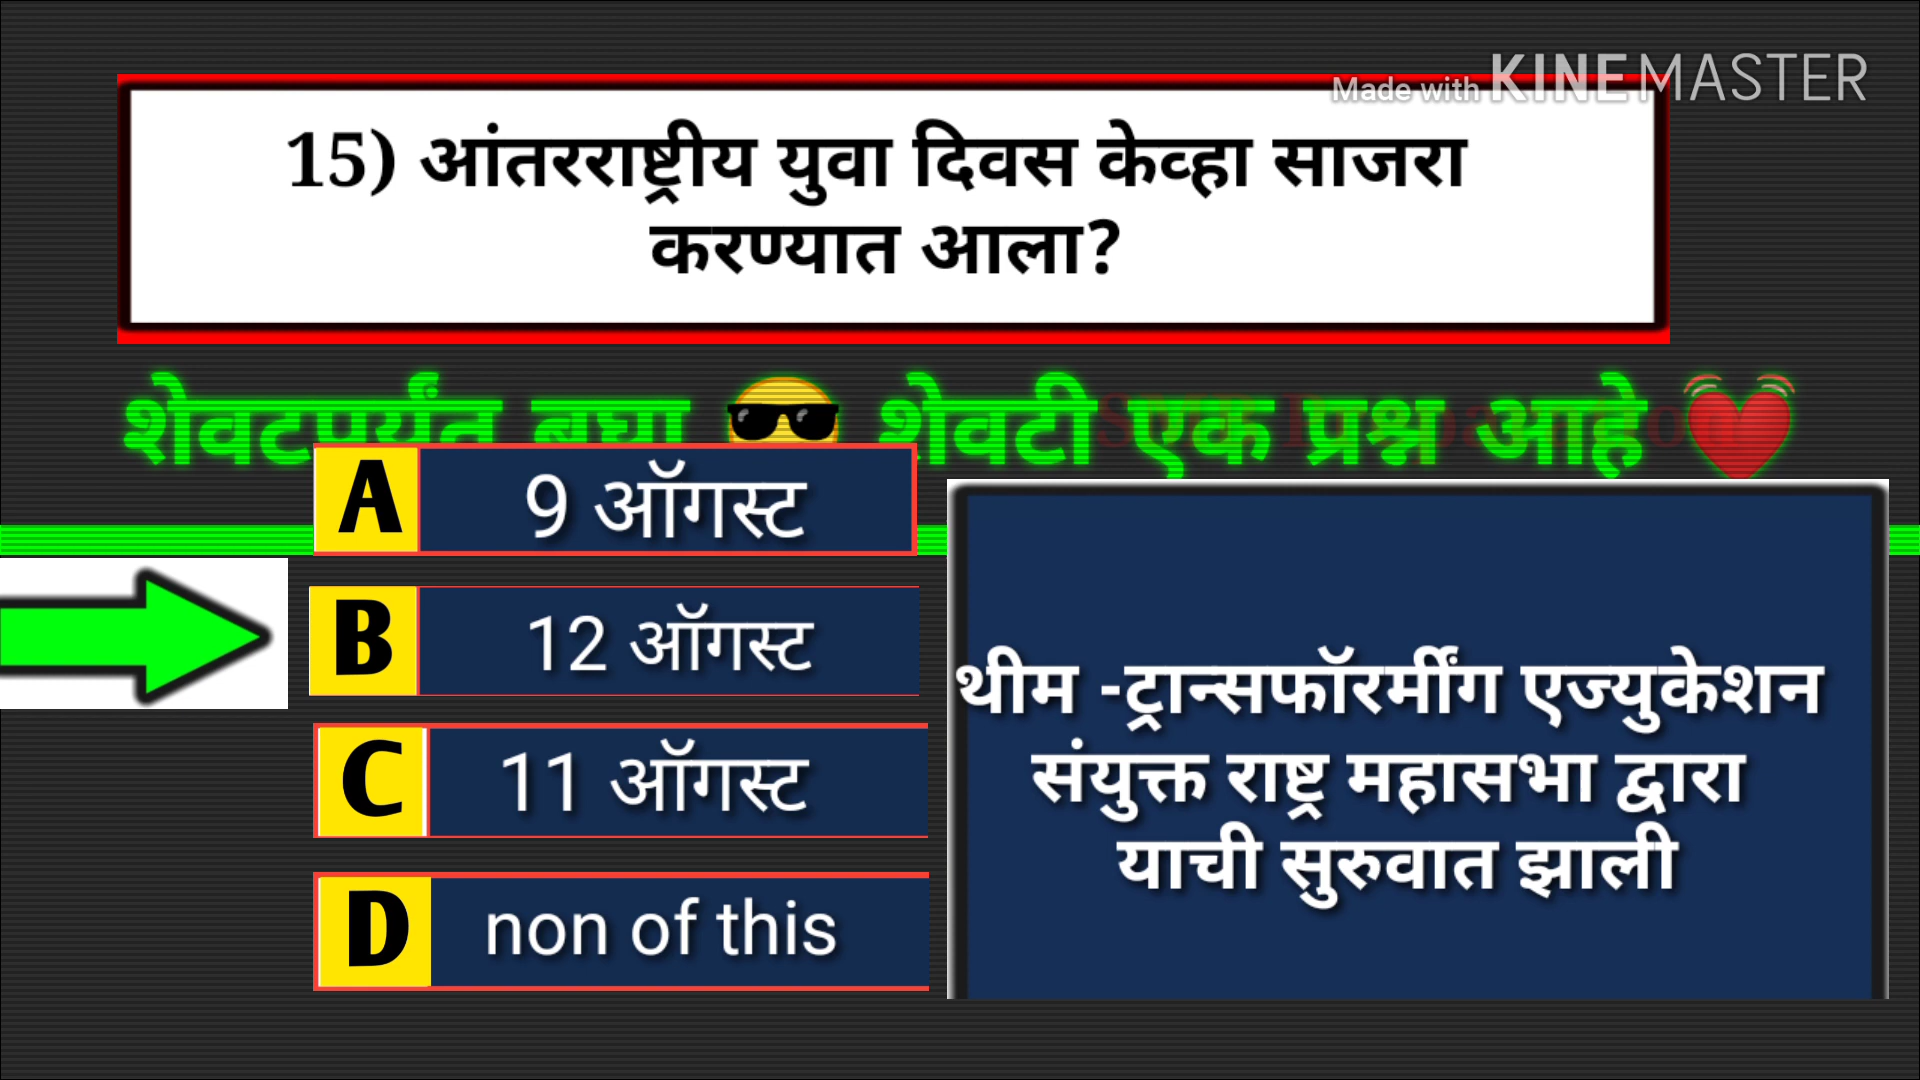 Made with KINEMASTER
15) आंतरराष्ट्रीय युवा दिवस केव्हा साजरा
करण्यात आला?
शेवटपर्यंत बघा 😎 शेवटी एक प्रश्न आहे 💓
A 9 ऑगस्ट
B 12 ऑगस्ट
C 11 ऑगस्ट
D non of this
थीम -ट्रान्सफॉरर्मींग एज्युकेशन
संयुक्त राष्ट्र महासभा द्वारा
याची सुरुवात झाली